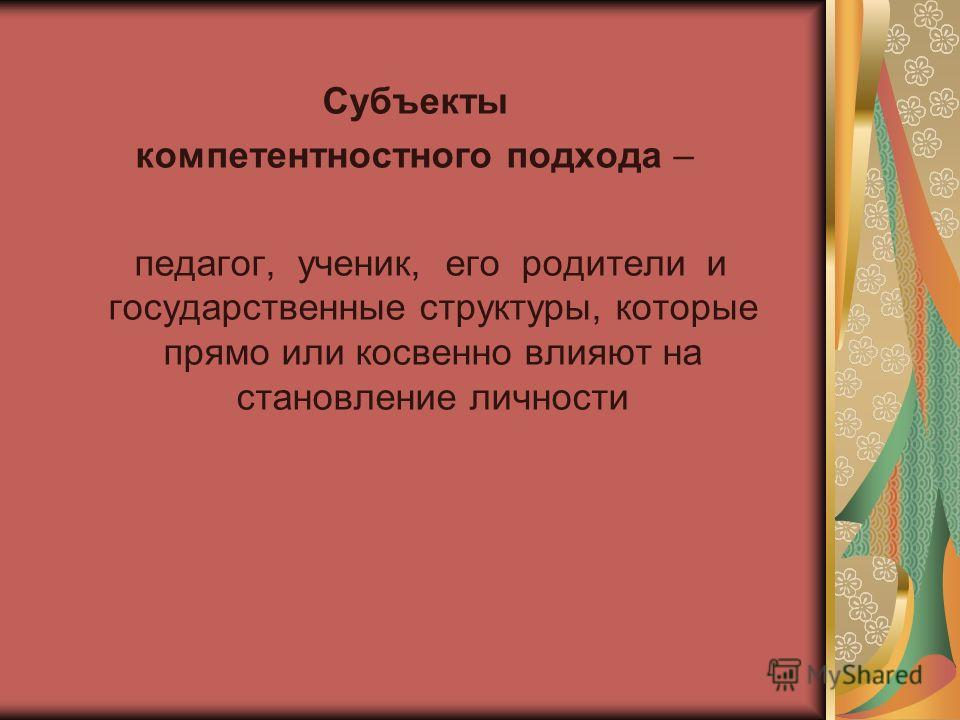 Субъекты
компетентностного подхода –
педагог, ученик, его родители и
государственные структуры, которые
прямо или косвенно влияют на
становление личности
MyShared